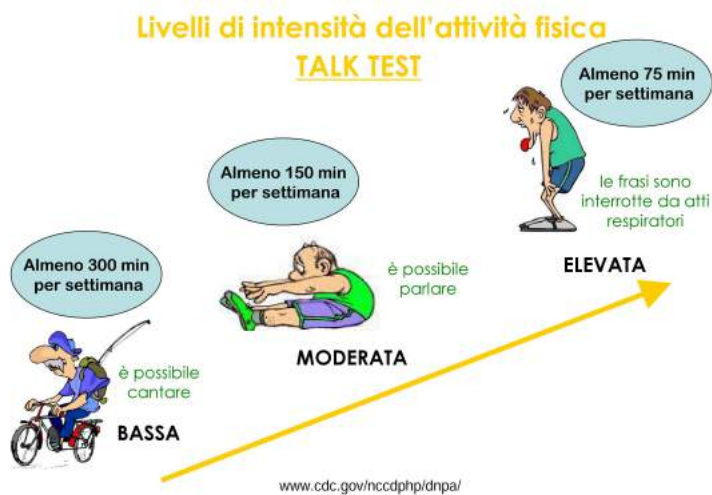 Livelli di intensità dell'attività fisica
TALK TEST
Almeno 75 min
per settimana
le frasi sono
interrotte da atti
respiratori
ELEVATA
Almeno 150 min
per settimana
è possibile
parlare
MODERATA
Almeno 300 min
per settimana
è possibile
cantare
BASSA
www.cdc.gov/nccdphp/dnpa/